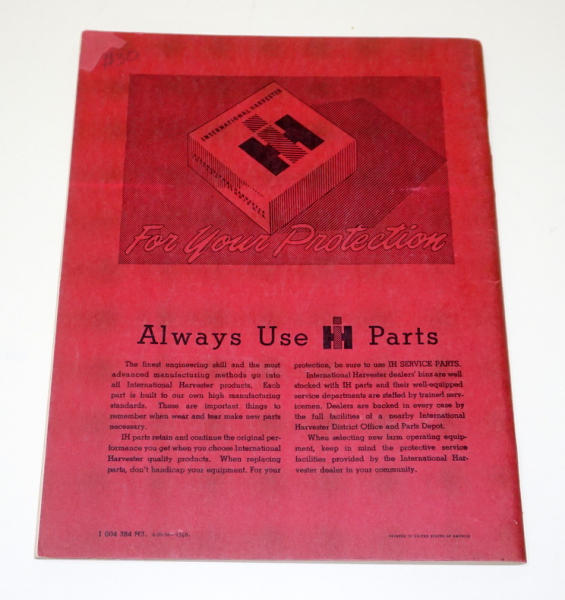 INTERNATIONAL HARVESTER
IH
For Your Protection
Always Use IH Parts
The finest engineering skill and the most
advanced manufacturing methods go into
all International Harvester products. Each
part is built to our own high manufacturing
standards. These are important things to
remember when wear and tear make new parts
necessary.
IH parts retain and continue the original per-
formance you get when you choose International
Harvester quality products. When replacing
parts, don't handicap your equipment. For your
protection, be sure to use IH SERVICE PARTS.
International Harvester dealers' bins are well
stocked with IH parts and their well-equipped
service departments are staffed by trained serv-
icemen. Dealers are backed in every case by
the full facilities of a nearby International
Harvester District Office and Parts Depot.
When selecting new farm operating equip-
ment, keep in mind the protective service
facilities provided by the International Har-
vester dealer in your community.
1 004 384 
PRINTED IN UNITED STATES OF AMERICA